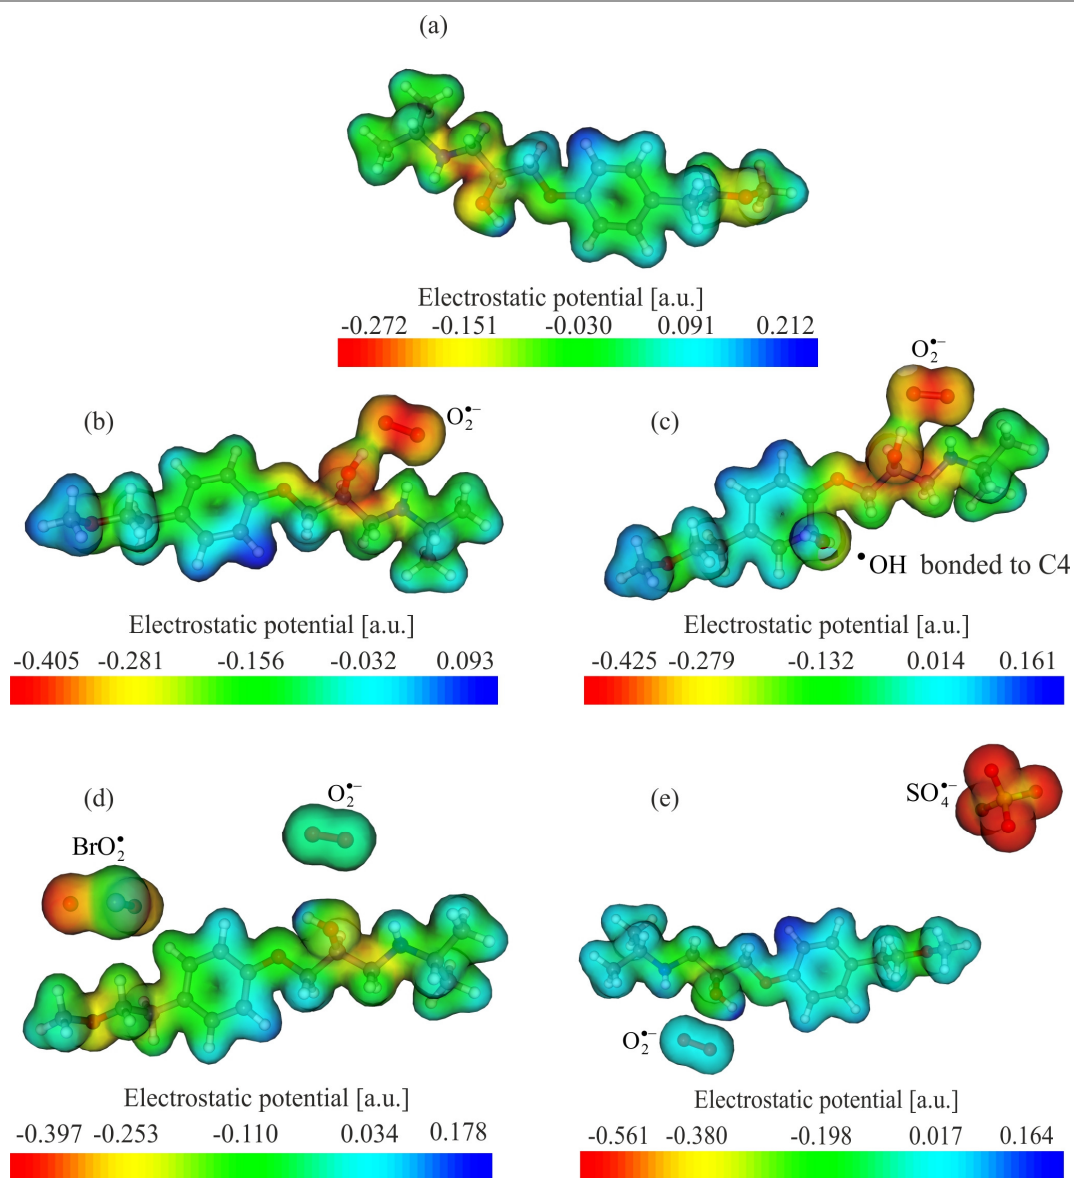 (a)
Electrostatic potential [a.u.]
-0.272 -0.151 -0.030 0.091 0.212
(b)
O₂•−
Electrostatic potential [a.u.]
-0.405 -0.281 -0.156 -0.032 0.093
(c)
O₂•−
•OH bonded to C4
Electrostatic potential [a.u.]
-0.425 -0.279 -0.132 0.014 0.161
(d)
BrO₂•
O₂•−
Electrostatic potential [a.u.]
-0.397 -0.253 -0.110 0.034 0.178
(e)
SO₄•−
O₂•−
Electrostatic potential [a.u.]
-0.561 -0.380 -0.198 0.017 0.164